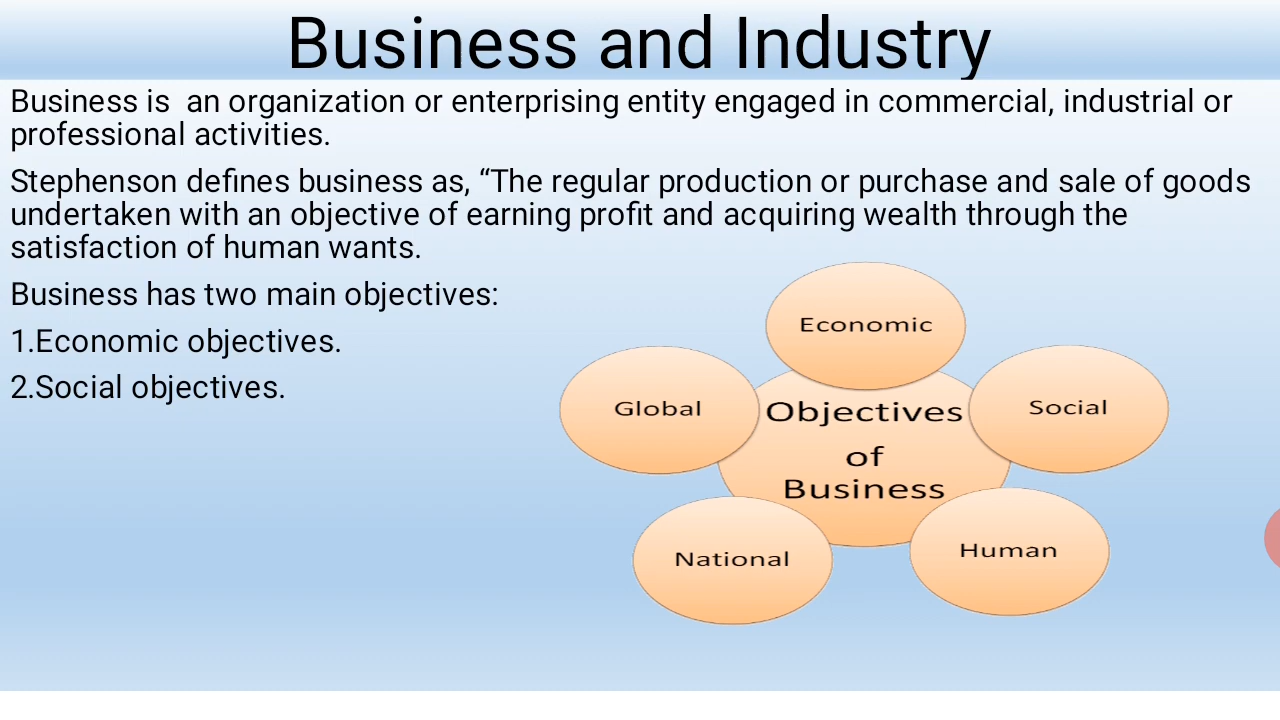 Business and Industry
Business is  an organization or enterprising entity engaged in commercial, industrial or
professional activities.
Stephenson defines business as, “The regular production or purchase and sale of goods
undertaken with an objective of earning profit and acquiring wealth through the
satisfaction of human wants.
Business has two main objectives:
1.Economic objectives.
2.Social objectives.
Economic
Global
Social
Objectives
of
Business
National
Human